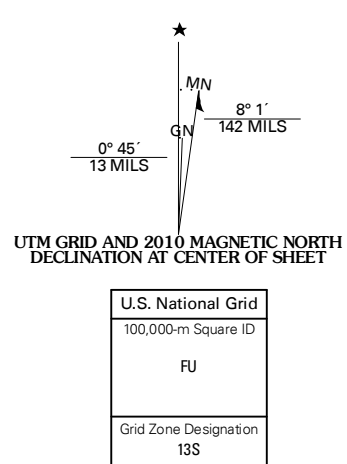 ★
MN
8° 1´
142 MILS
GN
0° 45´
13 MILS
UTM GRID AND 2010 MAGNETIC NORTH
DECLINATION AT CENTER OF SHEET
U.S. National Grid
100,000-m Square ID
FU
Grid Zone Designation
13S